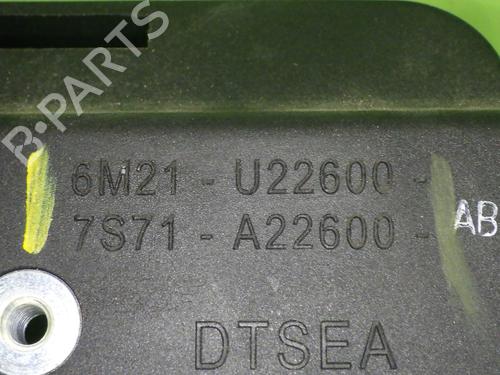 B-PARTS
6M21 - U22600 -
7S71 - A22600 - AB
DTSEA